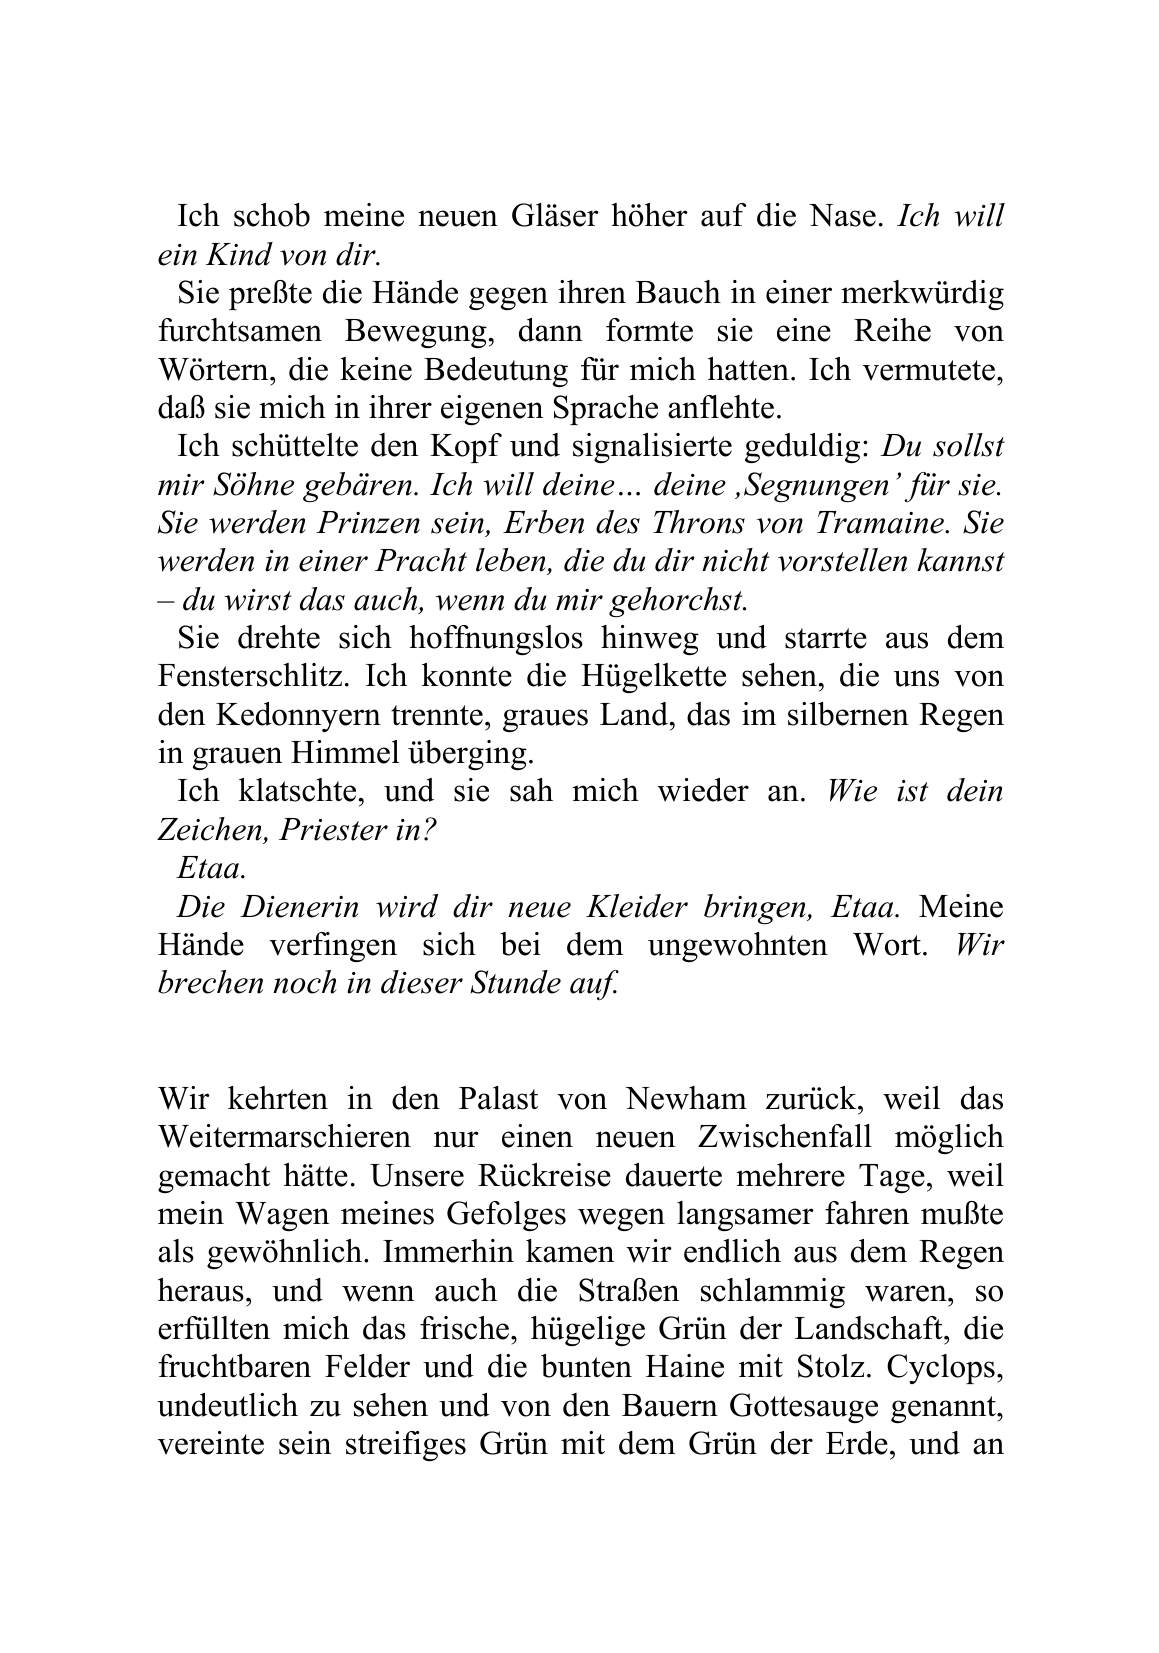 Ich schob meine neuen Gläser höher auf die Nase. Ich will
ein Kind von dir.
Sie preßte die Hände gegen ihren Bauch in einer merkwürdig
furchtsamen Bewegung, dann formte sie eine Reihe von
Wörtern, die keine Bedeutung für mich hatten. Ich vermutete,
daß sie mich in ihrer eigenen Sprache anflehte.
Ich schüttelte den Kopf und signalisierte geduldig: Du sollst
mir Söhne gebären. Ich will deine… deine ‚Segnungen’ für sie.
Sie werden Prinzen sein, Erben des Throns von Tramaine. Sie
werden in einer Pracht leben, die du dir nicht vorstellen kannst
– du wirst das auch, wenn du mir gehorchst.
Sie drehte sich hoffnungslos hinweg und starrte aus dem
Fensterschlitz. Ich konnte die Hügelkette sehen, die uns von
den Kedonnyern trennte, graues Land, das im silbernen Regen
in grauen Himmel überging.
Ich klatschte, und sie sah mich wieder an. Wie ist dein
Zeichen, Priester in?
Etaa.
Die Dienerin wird dir neue Kleider bringen, Etaa. Meine
Hände verfingen sich bei dem ungewohnten Wort. Wir
brechen noch in dieser Stunde auf.
Wir kehrten in den Palast von Newham zurück, weil das
Weitermarschieren nur einen neuen Zwischenfall möglich
gemacht hätte. Unsere Rückreise dauerte mehrere Tage, weil
mein Wagen meines Gefolges wegen langsamer fahren mußte
als gewöhnlich. Immerhin kamen wir endlich aus dem Regen
heraus, und wenn auch die Straßen schlammig waren, so
erfüllten mich das frische, hügelige Grün der Landschaft, die
fruchtbaren Felder und die bunten Haine mit Stolz. Cyclops,
undeutlich zu sehen und von den Bauern Gottesauge genannt,
vereinte sein streifiges Grün mit dem Grün der Erde, und an